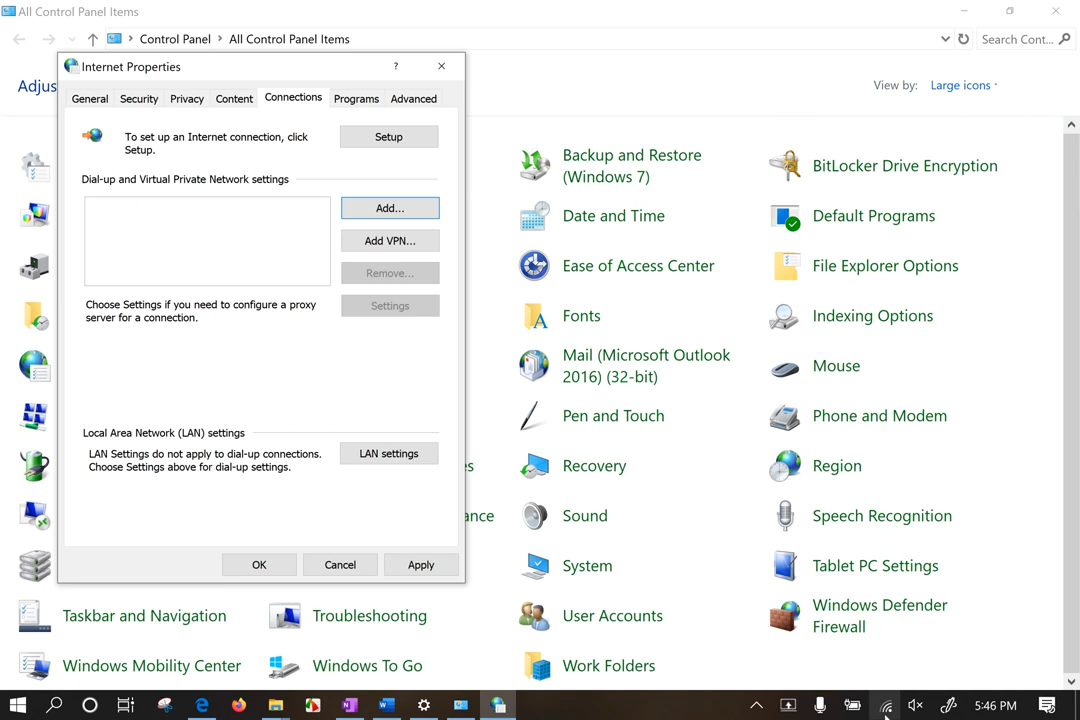 All Control Panel Items
Control Panel > All Control Panel Items
Search Cont...
Internet Properties
?
Adjus
View by: Large icons
General Security Privacy Content Connections Programs Advanced
To set up an Internet connection, click
Setup.
Setup
Dial-up and Virtual Private Network settings
Add...
Add VPN...
Remove...
Choose Settings if you need to configure a proxy
server for a connection.
Settings
Local Area Network (LAN) settings
LAN Settings do not apply to dial-up connections.
Choose Settings above for dial-up settings.
LAN settings
OK Cancel Apply
Backup and Restore
(Windows 7)
BitLocker Drive Encryption
Date and Time
Default Programs
Ease of Access Center
File Explorer Options
Fonts
Indexing Options
Mail (Microsoft Outlook
2016) (32-bit)
Mouse
Pen and Touch
Phone and Modem
es
Recovery
Region
ance
Sound
Speech Recognition
System
Tablet PC Settings
Taskbar and Navigation
Troubleshooting
User Accounts
Windows Defender
Firewall
Windows Mobility Center
Windows To Go
Work Folders
5:46 PM